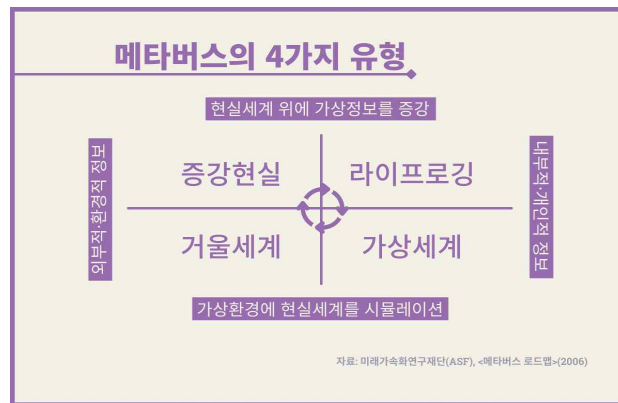 메타버스의 4가지 유형
현실세계 위에 가상정보를 증강
외부적·환경적 정보
증강현실
라이프로깅
내부적·개인적 정보
거울세계
가상세계
가상환경에 현실세계를 시뮬레이션
자료: 미래가속화연구재단(ASF), <메타버스 로드맵>(2006)